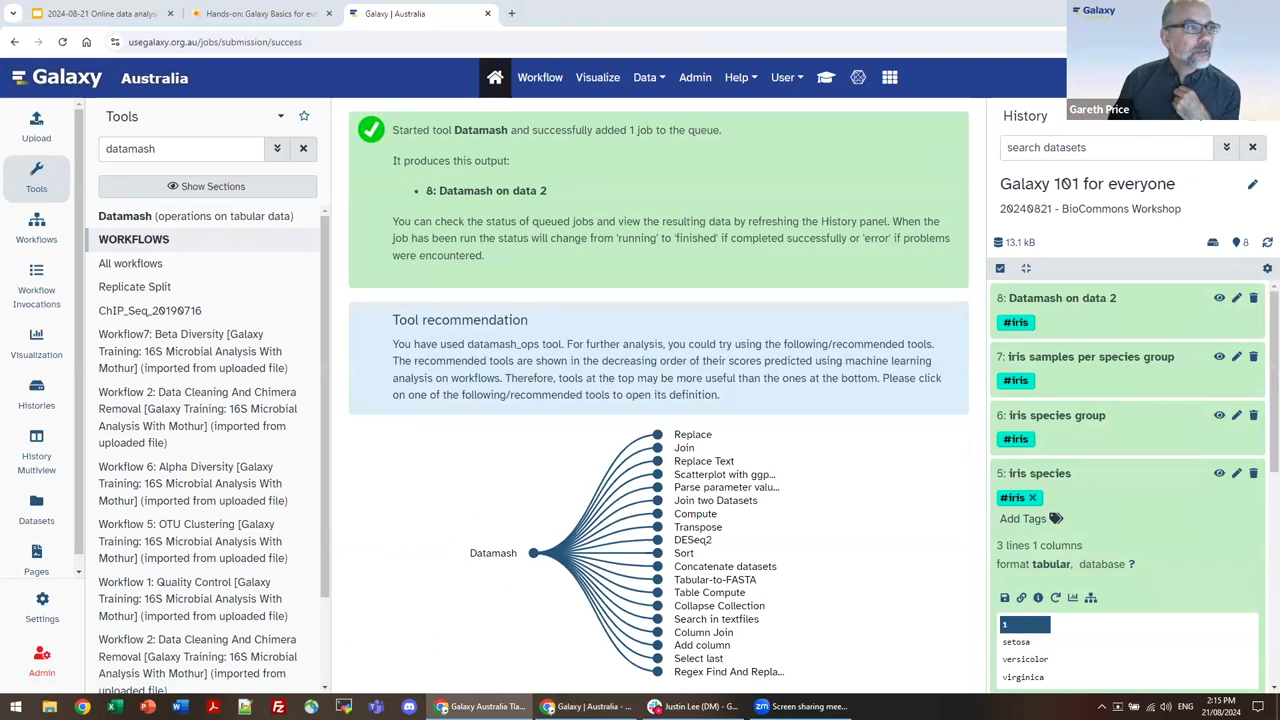 2024-08-21 Online data analysi
Hands-on: Galaxy Basics for ev
Galaxy | Australia
usegalaxy.org.au/jobs/submission/success
Galaxy
Australia
Workflow
Visualize
Data
Admin
Help
User
Galaxy
Gareth Price
Upload
Tools
Workflows
Workflow
Invocations
Visualization
Histories
History
Multiview
Datasets
Pages
Settings
Admin
Tools
datamash
Show Sections
Datamash (operations on tabular data)
WORKFLOWS
All workflows
Replicate Split
ChIP_Seq_20190716
Workflow7: Beta Diversity [Galaxy
Training: 16S Microbial Analysis With
Mothur] (imported from uploaded file)
Workflow 2: Data Cleaning And Chimera
Removal [Galaxy Training: 16S Microbial
Analysis With Mothur] (imported from
uploaded file)
Workflow 6: Alpha Diversity [Galaxy
Training: 16S Microbial Analysis With
Mothur] (imported from uploaded file)
Workflow 5: OTU Clustering [Galaxy
Training: 16S Microbial Analysis With
Mothur] (imported from uploaded file)
Workflow 1: Quality Control [Galaxy
Training: 16S Microbial Analysis With
Mothur] (imported from uploaded file)
Workflow 2: Data Cleaning And Chimera
Removal [Galaxy Training: 16S Microbial
Analysis With Mothur] (imported from
uploaded file)
Started tool Datamash and successfully added 1 job to the queue.
It produces this output:
• 8: Datamash on data 2
You can check the status of queued jobs and view the resulting data by refreshing the History panel. When the
job has been run the status will change from 'running' to 'finished' if completed successfully or 'error' if problems
were encountered.
Tool recommendation
You have used datamash_ops tool. For further analysis, you could try using the following/recommended tools.
The recommended tools are shown in the decreasing order of their scores predicted using machine learning
analysis on workflows. Therefore, tools at the top may be more useful than the ones at the bottom. Please click
on one of the following/recommended tools to open its definition.
Datamash
Replace
Join
Replace Text
Scatterplot with ggp...
Parse parameter valu...
Join two Datasets
Compute
Transpose
DESeq2
Sort
Concatenate datasets
Tabular-to-FASTA
Table Compute
Collapse Collection
Search in textfiles
Column Join
Add column
Select last
Regex Find And Repla...
History
search datasets
Galaxy 101 for everyone
20240821 - BioCommons Workshop
13.1 kB
8
8: Datamash on data 2
#iris
7: iris samples per species group
#iris
6: iris species group
#iris
5: iris species
#iris
Add Tags
3 lines 1 columns
format tabular, database ?
1
setosa
versicolor
virginica
Galaxy Australia Tla...
Galaxy | Australia - ...
Justin Lee (DM) - G...
Screen sharing mee...
ENG
2:15 PM
21/08/2024